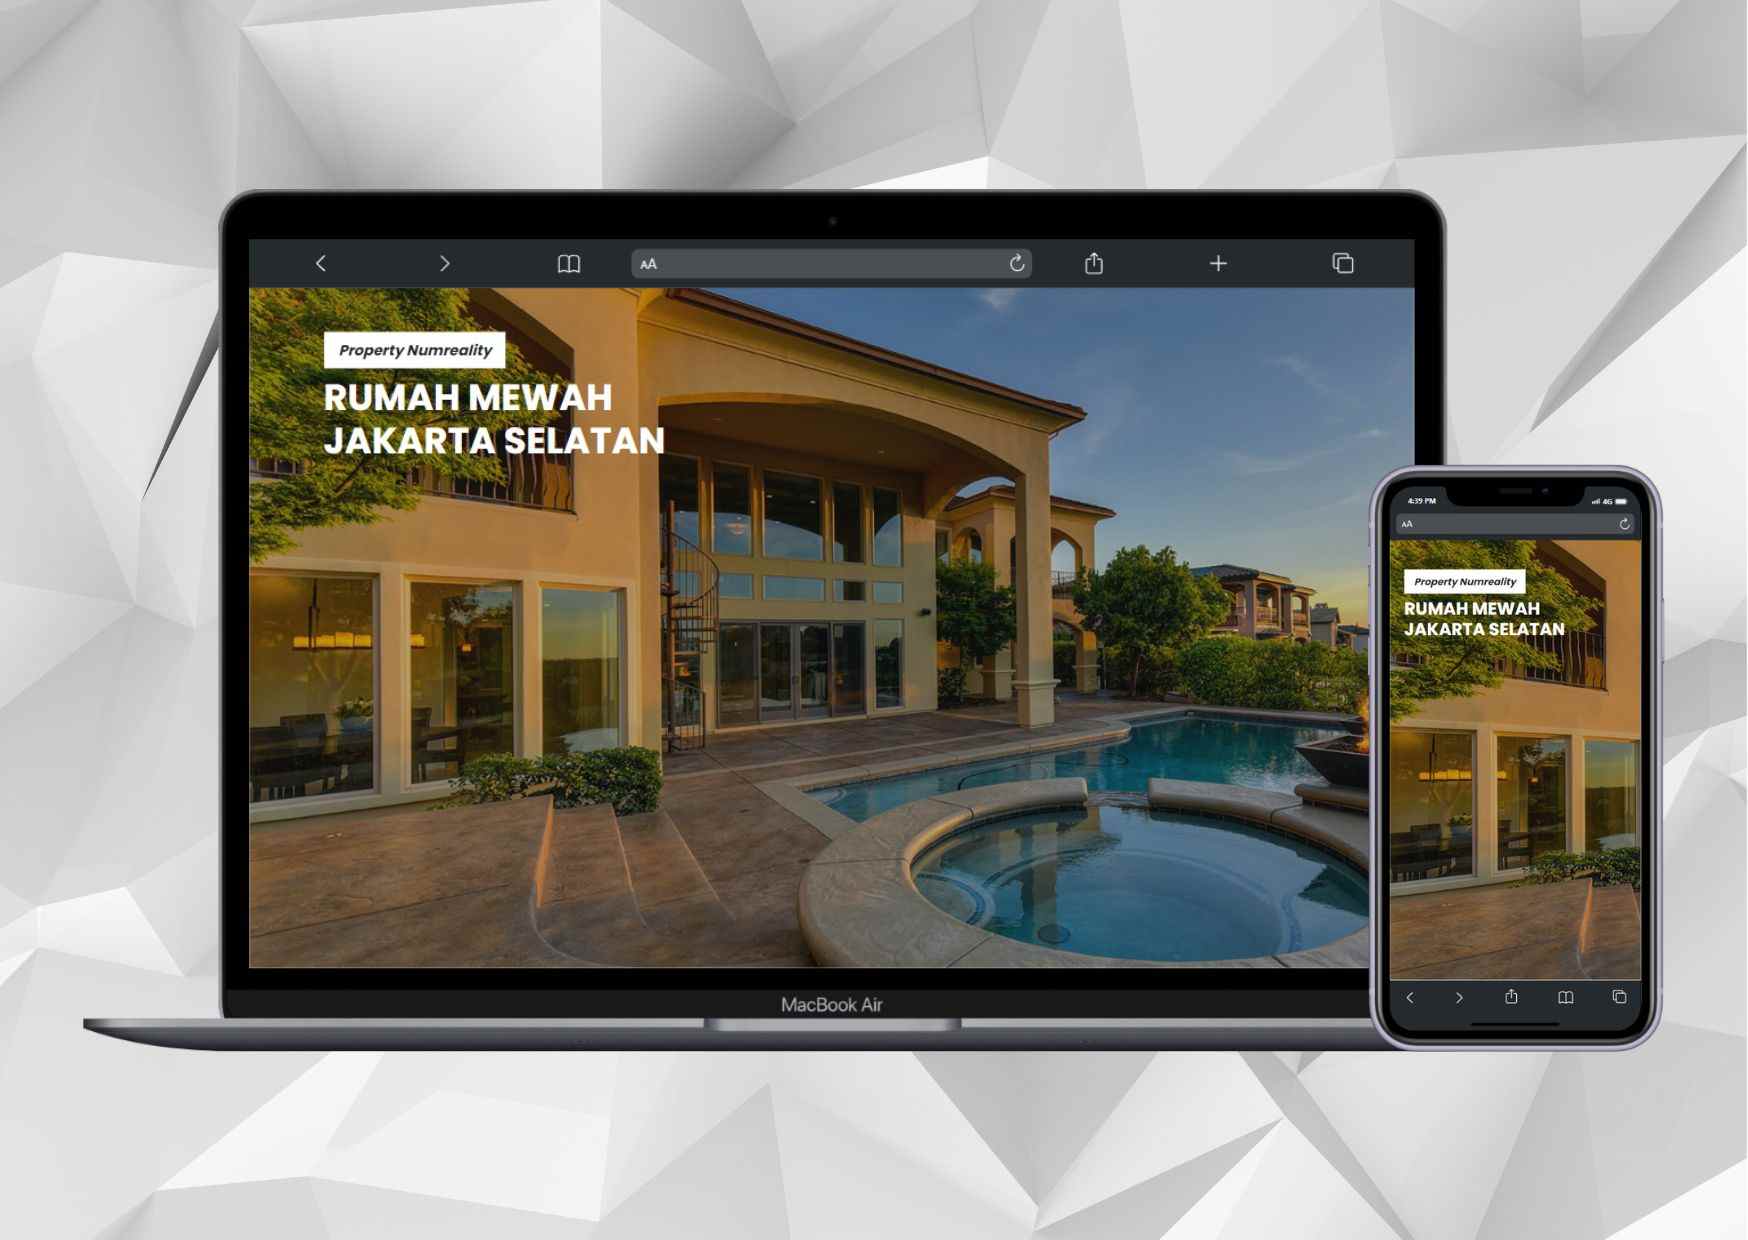 AA
Property Numreality
RUMAH MEWAH
JAKARTA SELATAN
MacBook Air
4:39 PM
4G
AA
Property Numreality
RUMAH MEWAH
JAKARTA SELATAN